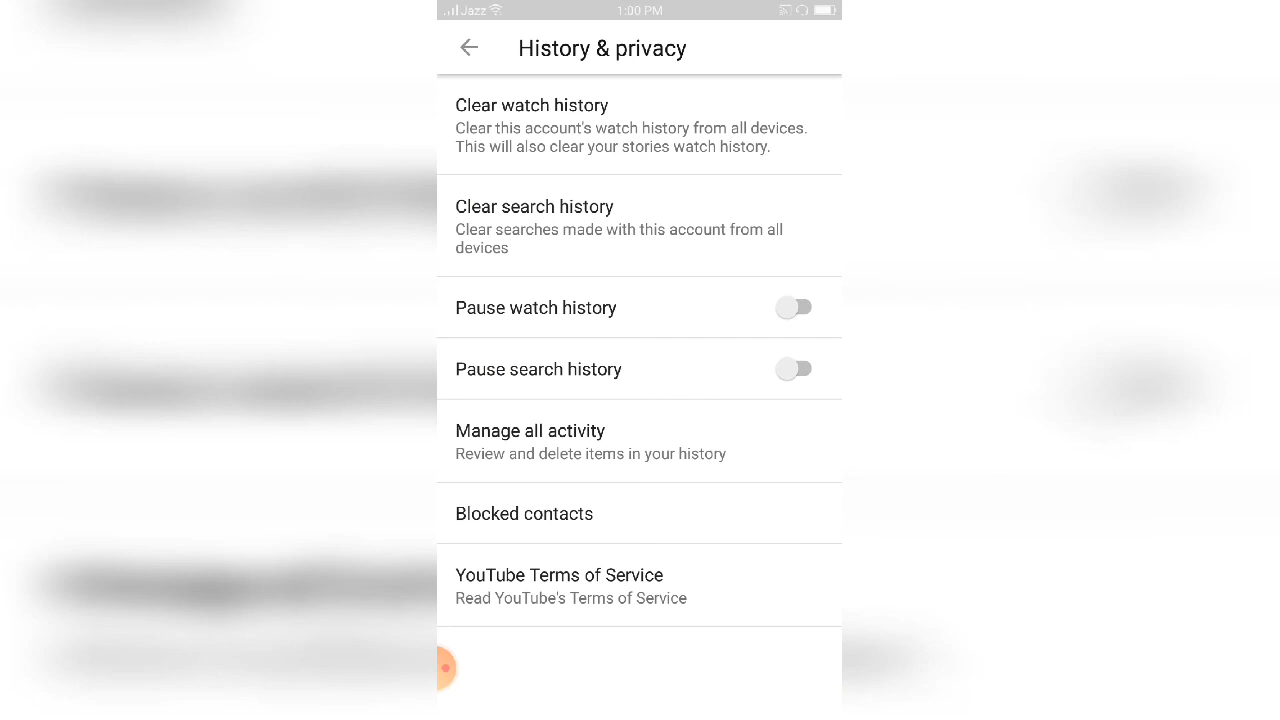 Jazz 1:00 PM
History & privacy
Clear watch history
Clear this account's watch history from all devices.
This will also clear your stories watch history.
Clear search history
Clear searches made with this account from all
devices
Pause watch history
Pause search history
Manage all activity
Review and delete items in your history
Blocked contacts
YouTube Terms of Service
Read YouTube's Terms of Service